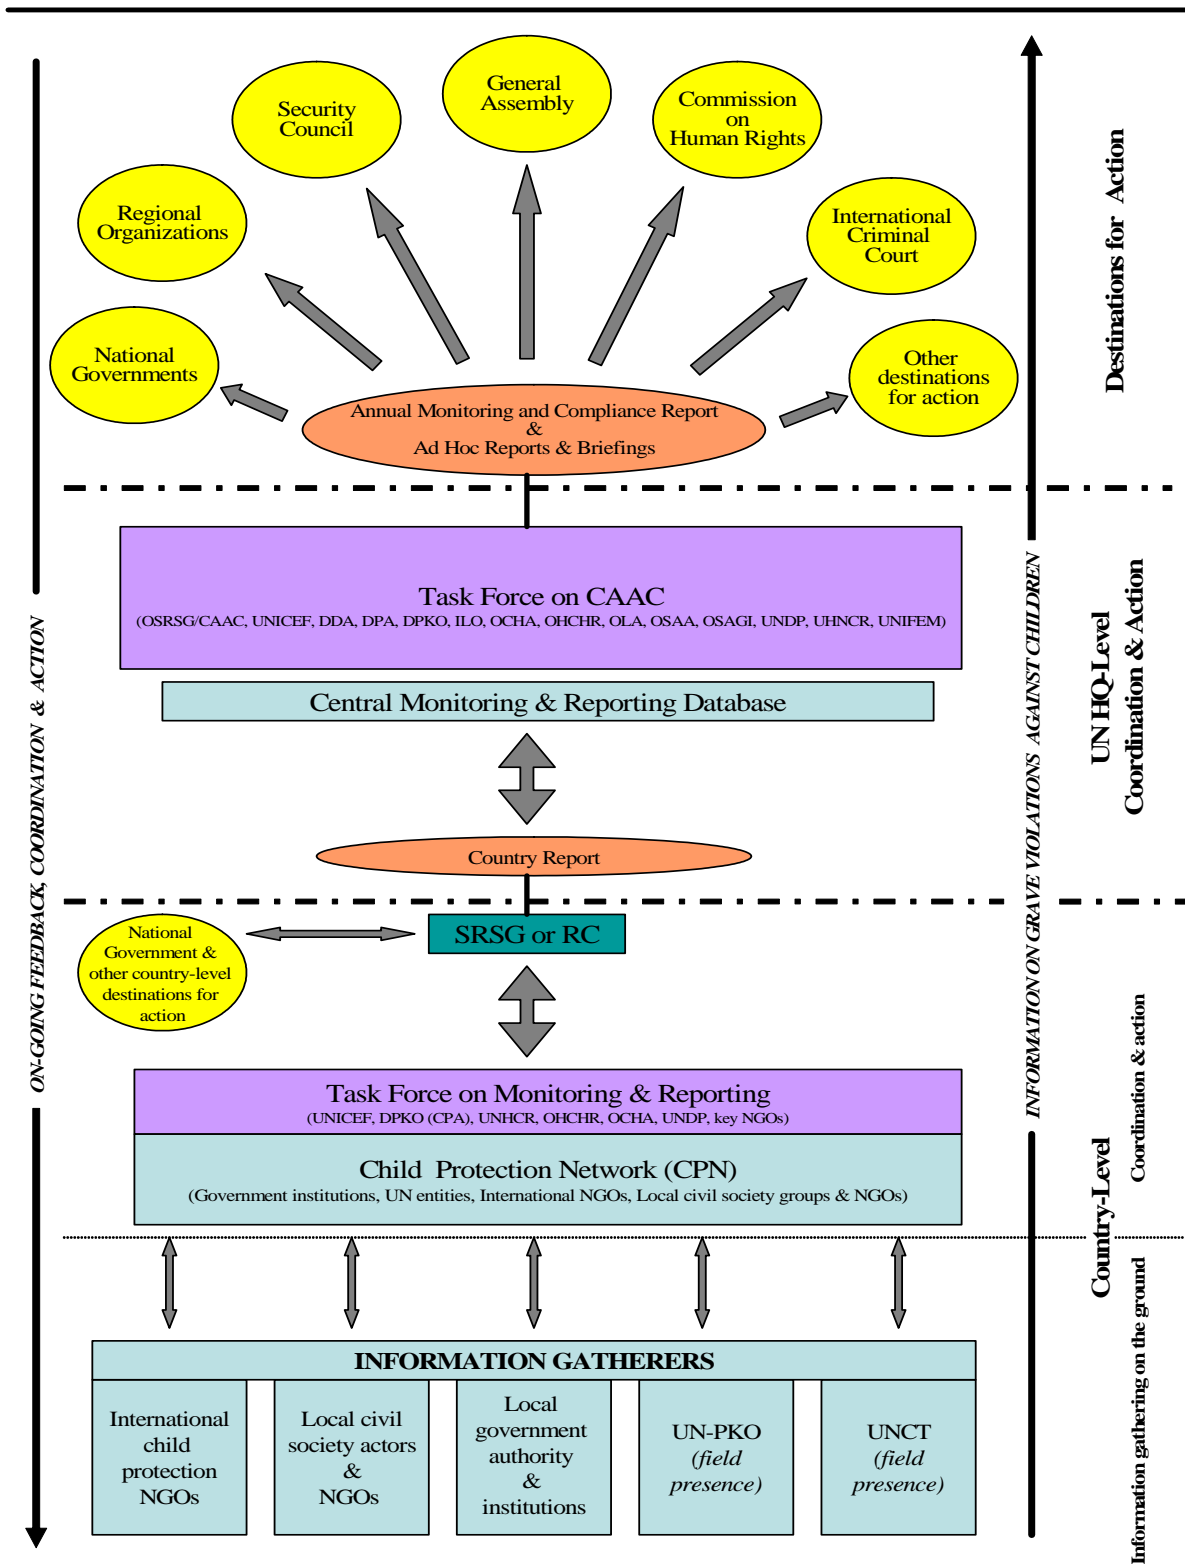 General
Assembly
Security
Council
Commission
on
Human Rights
Regional
Organizations
International
Criminal
Court
National
Governments
Other
destinations
for action
Annual Monitoring and Compliance Report
&
Ad Hoc Reports & Briefings
Destinations for Action
Task Force on CAAC
(OSRSG/CAAC, UNICEF, DDA, DPA, DPKO, ILO, OCHA, OHCHR, OLA, OSAA, OSAGI, UNDP, UHNCR, UNIFEM)
Central Monitoring & Reporting Database
Country Report
UN HQ-Level
Coordination & Action
ON-GOING FEEDBACK, COORDINATION & ACTION
INFORMATION ON GRAVE VIOLATIONS AGAINST CHILDREN
SRSG or RC
National
Government &
other country-level
destinations for
action
Task Force on Monitoring & Reporting
(UNICEF, DPKO (CPA), UNHCR, OHCHR, OCHA, UNDP, key NGOs)
Child Protection Network (CPN)
(Government institutions, UN entities, International NGOs, Local civil society groups & NGOs)
Country-Level
Coordination & action
Information gathering on the ground
INFORMATION GATHERERS
International
child
protection
NGOs
Local civil
society actors
&
NGOs
Local
government
authority
&
institutions
UN-PKO
(field
presence)
UNCT
(field
presence)